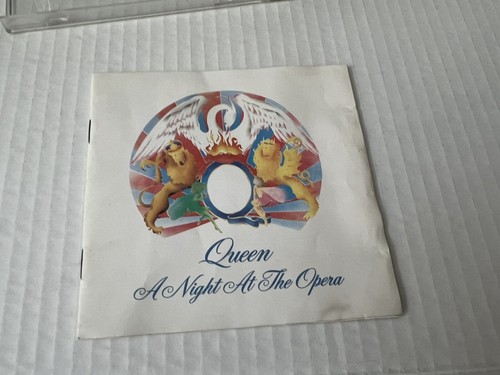 Queen
A Night At The Opera